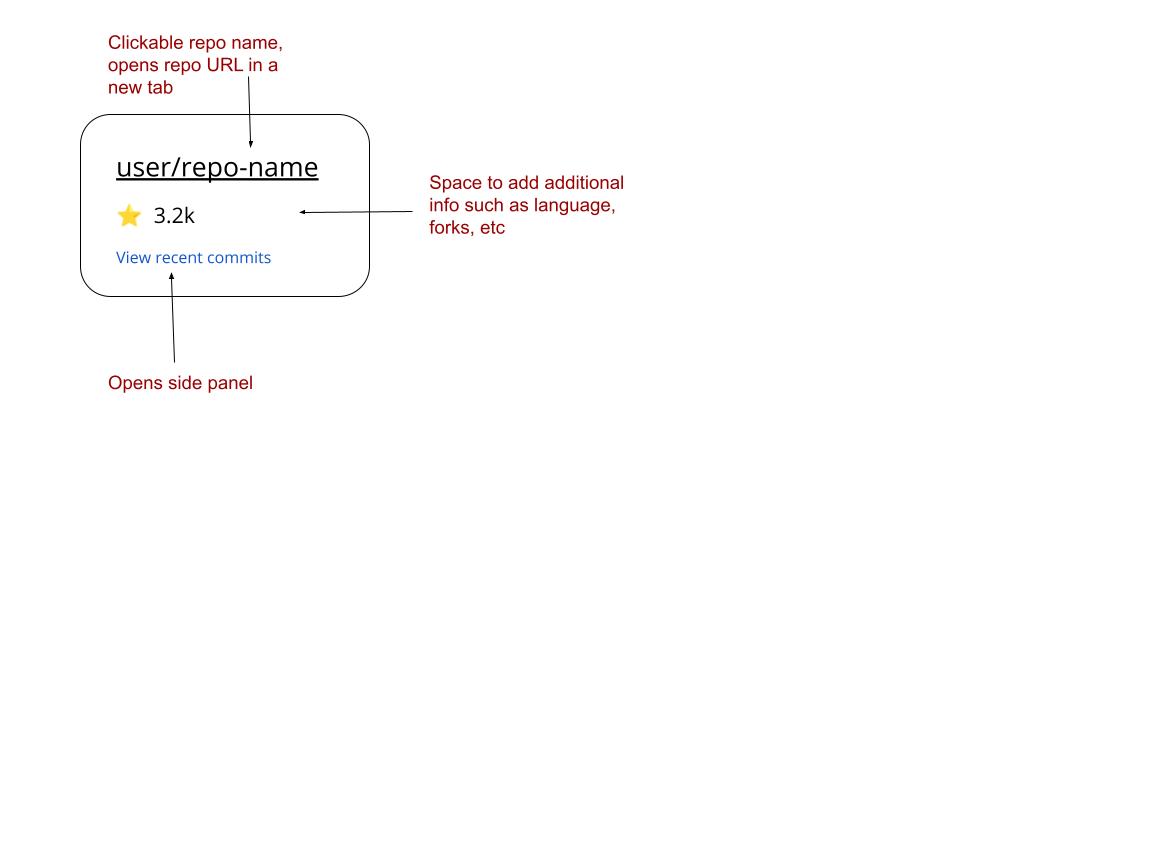 Clickable repo name,
opens repo URL in a
new tab
user/repo-name
⭐ 3.2k
Space to add additional
info such as language,
forks, etc
View recent commits
Opens side panel